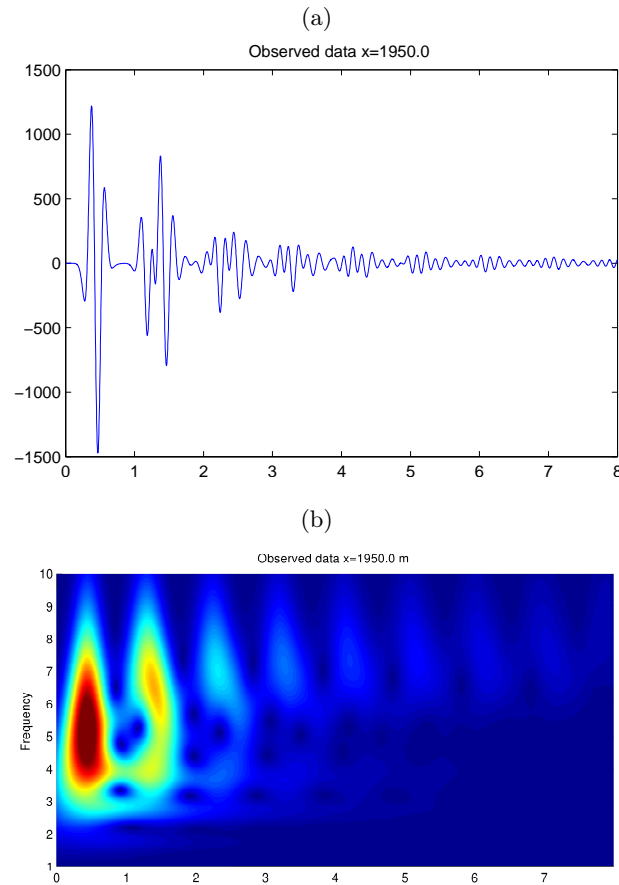 (a)
Observed data x=1950.0
1500
1000
500
0
−500
−1000
−1500
0 1 2 3 4 5 6 7 8
(b)
Observed data x=1950.0 m
10
9
8
7
6
5
4
3
2
1
Frequency
0 1 2 3 4 5 6 7